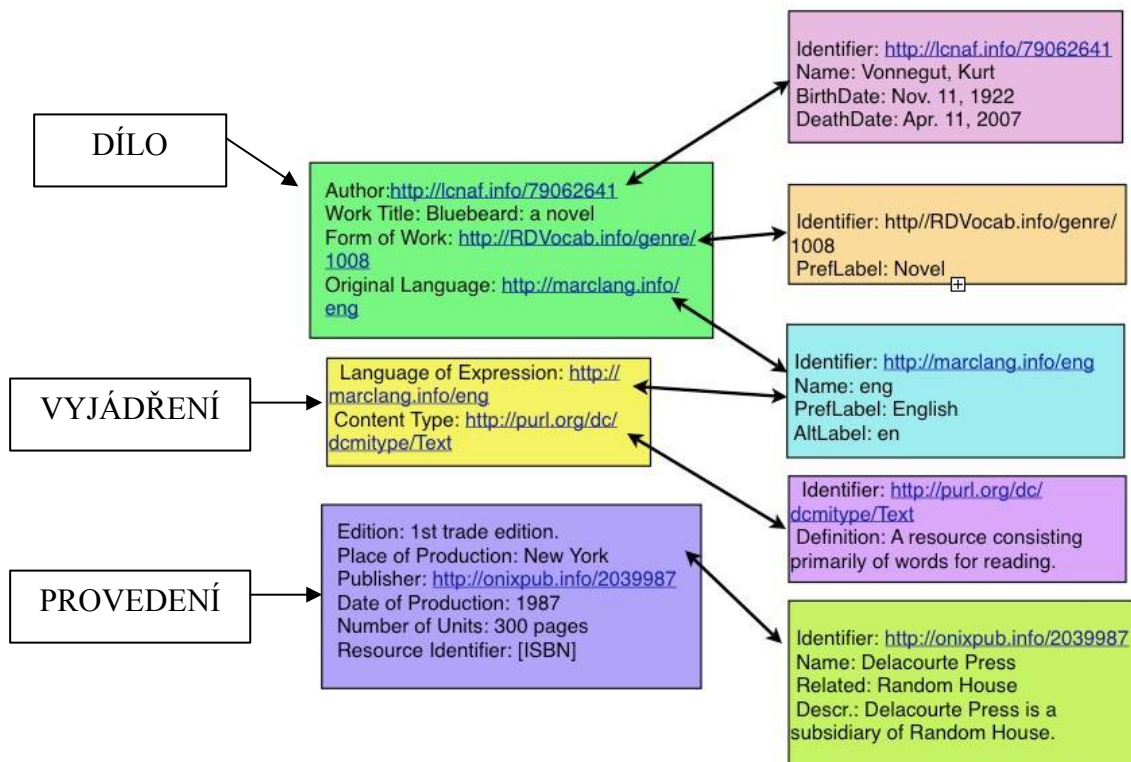 DÍLO
Author:http://lcnaf.info/79062641
Work Title: Bluebeard: a novel
Form of Work: http://RDVocab.info/genre/
1008
Original Language: http://marclang.info/
eng
Identifier: http://lcnaf.info/79062641
Name: Vonnegut, Kurt
BirthDate: Nov. 11, 1922
DeathDate: Apr. 11, 2007
Identifier: http//RDVocab.info/genre/
1008
PrefLabel: Novel
Identifier: http://marclang.info/eng
Name: eng
PrefLabel: English
AltLabel: en
VYJÁDŘENÍ
Language of Expression: http://
marclang.info/eng
Content Type: http://purl.org/dc/
dcmitype/Text
Identifier: http://purl.org/dc/
dcmitype/Text
Definition: A resource consisting
primarily of words for reading.
PROVEDENÍ
Edition: 1st trade edition.
Place of Production: New York
Publisher: http://onixpub.info/2039987
Date of Production: 1987
Number of Units: 300 pages
Resource Identifier: [ISBN]
Identifier: http://onixpub.info/2039987
Name: Delacourte Press
Related: Random House
Descr.: Delacourte Press is a
subsidiary of Random House.